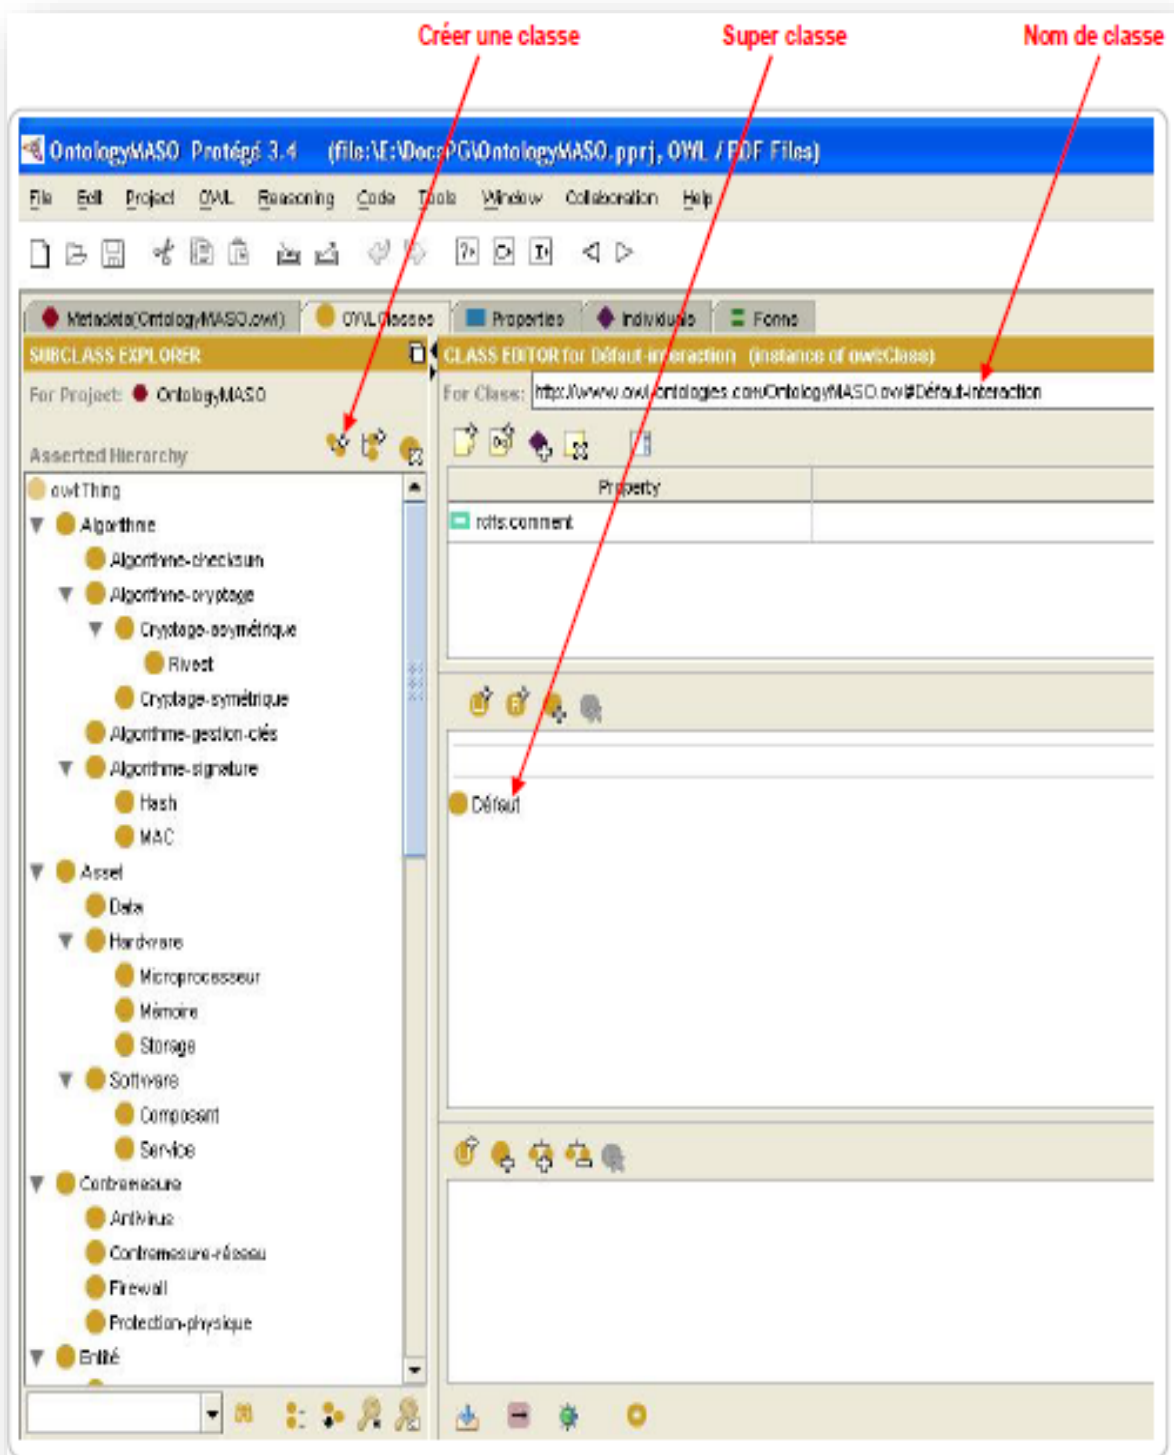 Créer une classe Super classe Nom de classe
OntologyMASO Protégé 3.4 (file:\E:\DocsPG\OntologyMASO.pprj, OWL / RDF Files)
File Edit Project OWL Reasoning Code Tools Window Collaboration Help
Metadata(OntologyMASO.owl) OWLClasses Properties Individuals Forms
SUBCLASS EXPLORER
CLASS EDITOR for Défaut-interaction (instance of owl:Class)
For Project: OntologyMASO
For Class: http://www.owl-ontologies.com/OntologyMASO.owl#Défaut-interaction
Asserted Hierarchy
Property
rdfs:comment
owl:Thing
Algorithme
Algorithme-checksum
Algorithme-cryptage
Cryptage-asymétrique
Rivest
Cryptage-symétrique
Algorithme-gestion-clés
Algorithme-signature
Hash
MAC
Asset
Data
Hardware
Microprocesseur
Mémoire
Storage
Software
Composant
Service
Contremesure
Antivirus
Contremesure-réseau
Firewall
Protection-physique
Entité
Défaut